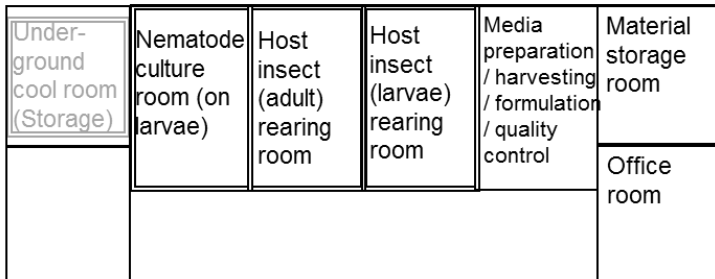 Under-
ground
cool room
(Storage)
Nematode
culture
room (on
larvae)
Host
insect
(adult)
rearing
room
Host
insect
(larvae)
rearing
room
Media
preparation
/ harvesting
/ formulation
/ quality
control
Material
storage
room
Office
room